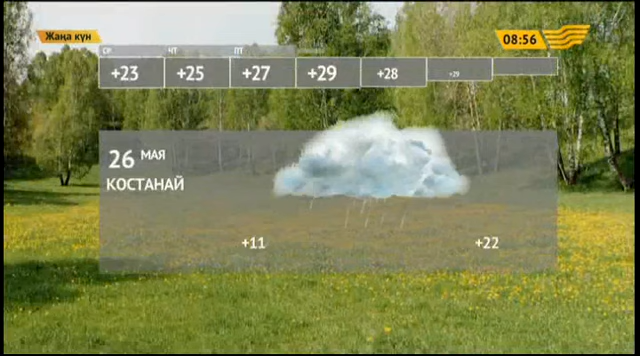 Жаңа күн
08:56
СР ЧТ ПТ
+23 +25 +27 +29 +28 +29
26 МАЯ
КОСТАНАЙ
+11 +22